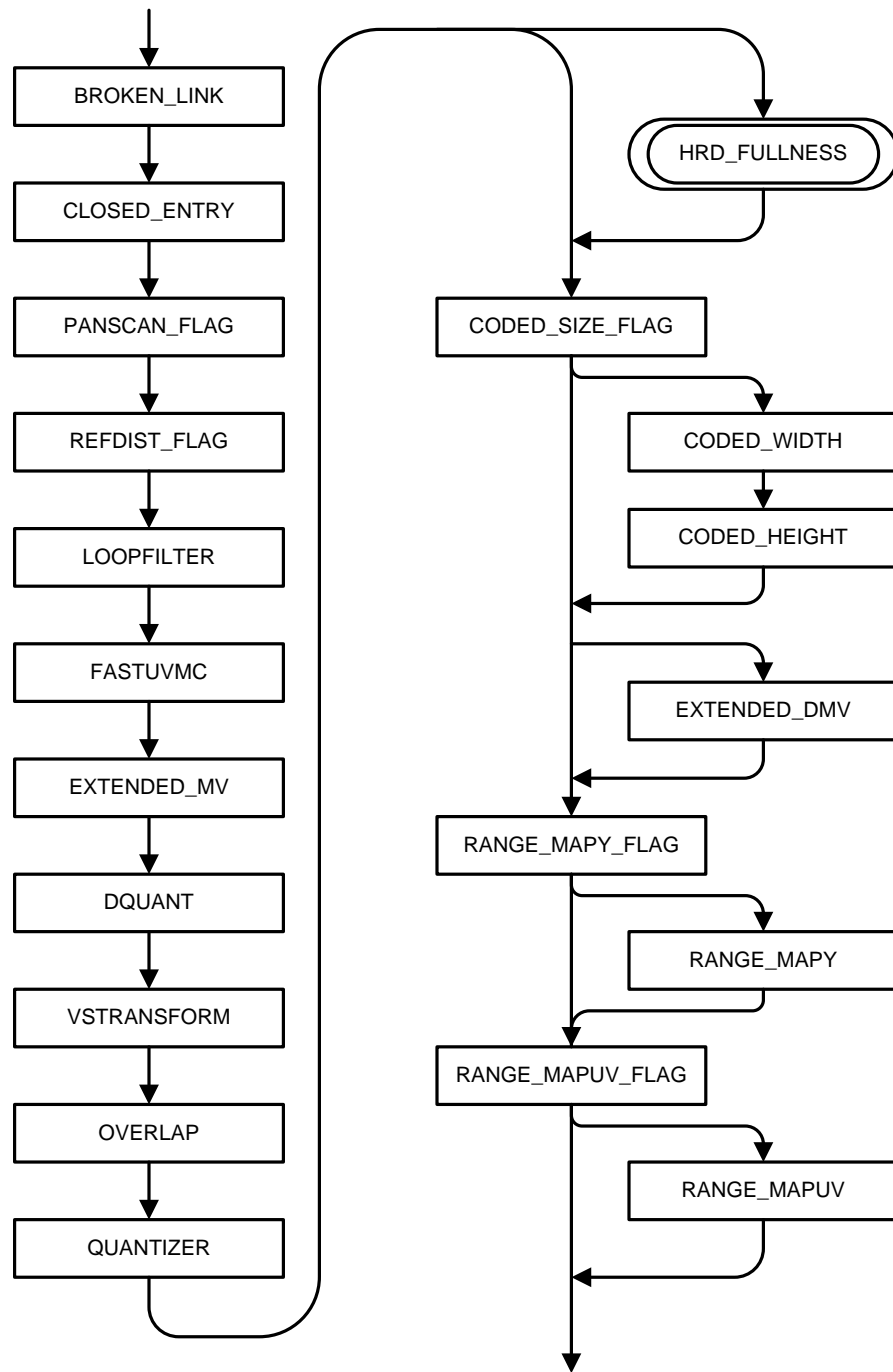 BROKEN_LINK
CLOSED_ENTRY
PANSCAN_FLAG
REFDIST_FLAG
LOOPFILTER
FASTUVMC
EXTENDED_MV
DQUANT
VSTRANSFORM
OVERLAP
QUANTIZER
HRD_FULLNESS
CODED_SIZE_FLAG
CODED_WIDTH
CODED_HEIGHT
EXTENDED_DMV
RANGE_MAPY_FLAG
RANGE_MAPY
RANGE_MAPUV_FLAG
RANGE_MAPUV